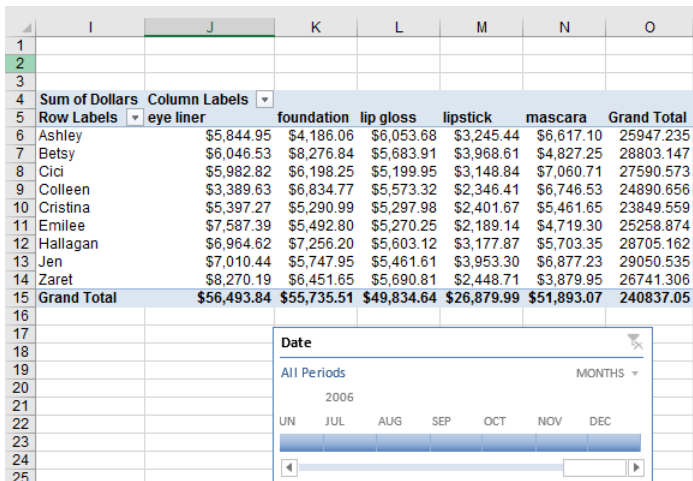 I J K L M N O
1
2
3
4 Sum of Dollars Column Labels
5 Row Labels eye liner foundation lip gloss lipstick mascara Grand Total
6 Ashley $5,844.95 $4,186.06 $6,053.68 $3,245.44 $6,617.10 25947.235
7 Betsy $6,046.53 $8,276.84 $5,683.91 $3,968.61 $4,827.25 28803.147
8 Cici $5,982.82 $6,198.25 $5,199.95 $3,148.84 $7,060.71 27590.573
9 Colleen $3,389.63 $6,834.77 $5,573.32 $2,346.41 $6,746.53 24890.656
10 Cristina $5,397.27 $5,290.99 $5,297.98 $2,401.67 $5,461.65 23849.559
11 Emilee $7,587.39 $5,492.80 $5,270.25 $2,189.14 $4,719.30 25258.874
12 Hallagan $6,964.62 $7,256.20 $5,603.12 $3,177.87 $5,703.35 28705.162
13 Jen $7,010.44 $5,747.95 $5,461.61 $3,953.30 $6,877.23 29050.535
14 Zaret $8,270.19 $6,451.65 $5,690.81 $2,448.71 $3,879.95 26741.306
15 Grand Total $56,493.84 $55,735.51 $49,834.64 $26,879.99 $51,893.07 240837.05
16
17
Date
18
19
All Periods MONTHS
20
2006
21
22
UN JUL AUG SEP OCT NOV DEC
23
24
25